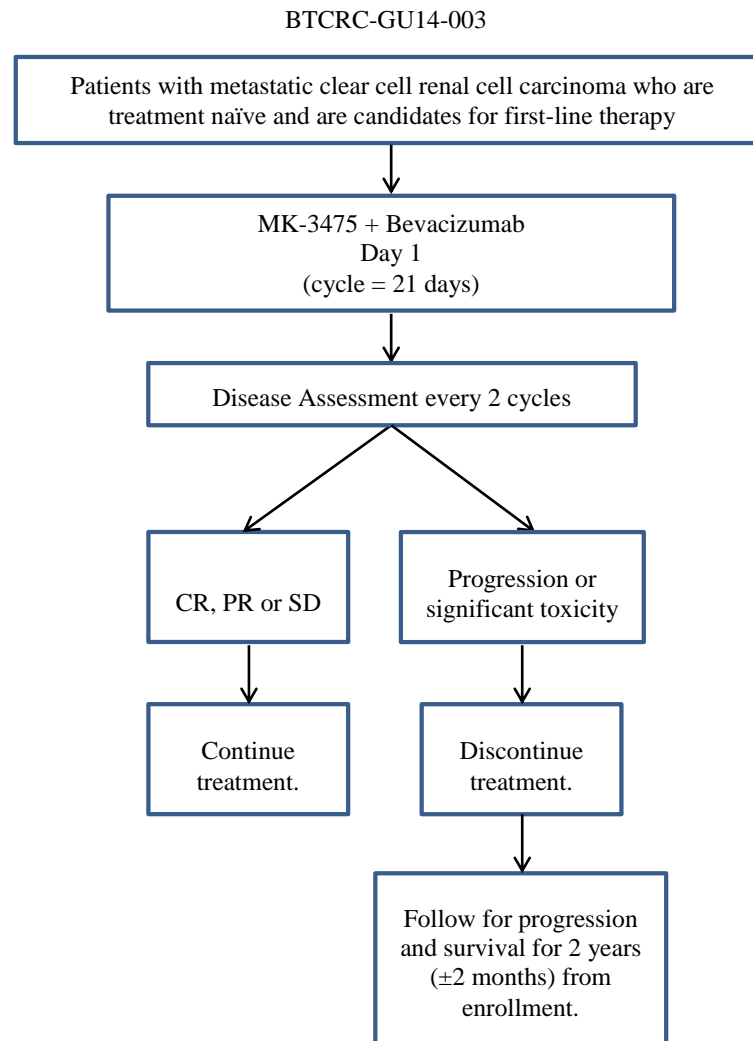 BTCRC-GU14-003
Patients with metastatic clear cell renal cell carcinoma who are
treatment naïve and are candidates for first-line therapy
MK-3475 + Bevacizumab
Day 1
(cycle = 21 days)
Disease Assessment every 2 cycles
CR, PR or SD
Progression or
significant toxicity
Continue
treatment.
Discontinue
treatment.
Follow for progression
and survival for 2 years
(±2 months) from
enrollment.